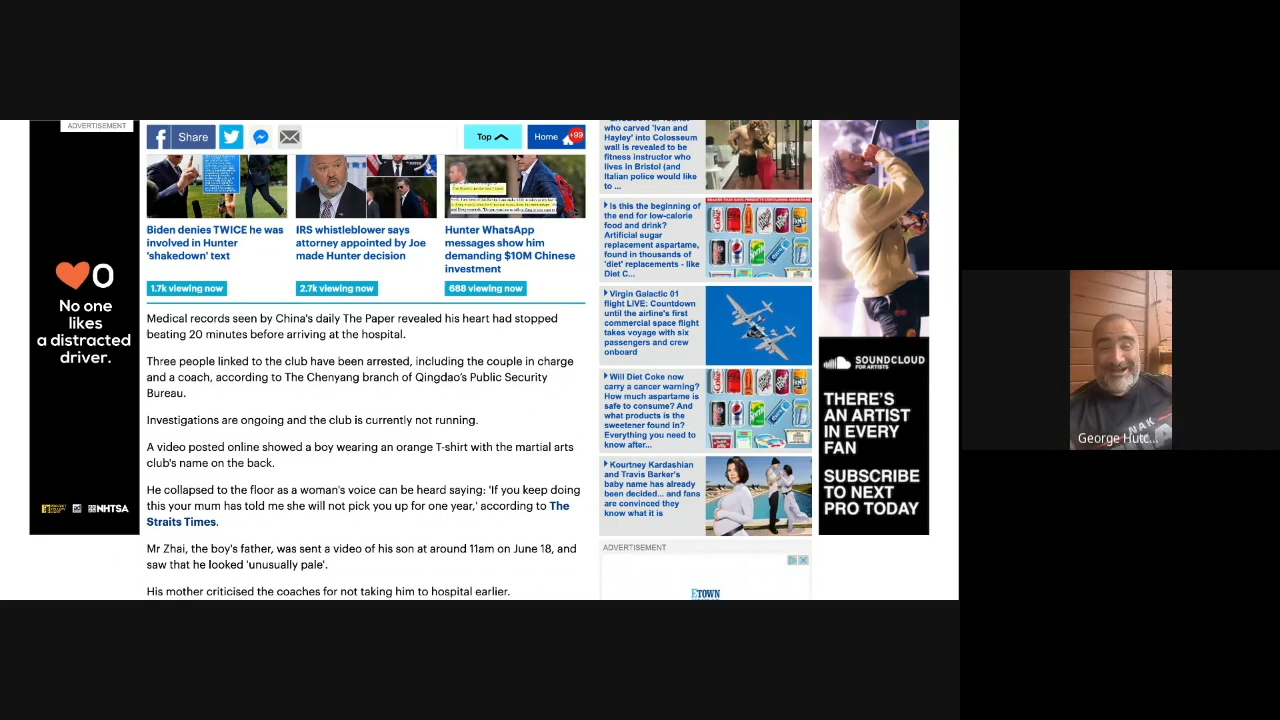 ADVERTISEMENT
0
No one
likes
a distracted
driver.
NHTSA
Share
Top
Home
+99
Biden denies TWICE he was
involved in Hunter
'shakedown' text
1.7k viewing now
IRS whistleblower says
attorney appointed by Joe
made Hunter decision
2.7k viewing now
Hunter WhatsApp
messages show him
demanding $10M Chinese
investment
688 viewing now
Medical records seen by China's daily The Paper revealed his heart had stopped
beating 20 minutes before arriving at the hospital.
Three people linked to the club have been arrested, including the couple in charge
and a coach, according to The Chenyang branch of Qingdao's Public Security
Bureau.
Investigations are ongoing and the club is currently not running.
A video posted online showed a boy wearing an orange T-shirt with the martial arts
club's name on the back.
He collapsed to the floor as a woman's voice can be heard saying: 'If you keep doing
this your mum has told me she will not pick you up for one year,' according to The
Straits Times.
Mr Zhai, the boy's father, was sent a video of his son at around 11am on June 18, and
saw that he looked 'unusually pale'.
His mother criticised the coaches for not taking him to hospital earlier.
who carved 'Ivan and
Hayley' into Colosseum
wall is revealed to be
fitness instructor who
lives in Bristol (and
Italian police would like
to ...
Is this the beginning of
the end for low-calorie
food and drink?
Artificial sugar
replacement aspartame,
found in thousands of
'diet' replacements - like
Diet C...
Virgin Galactic 01
flight LIVE: Countdown
until the airline's first
commercial space flight
takes voyage with six
passengers and crew
onboard
Will Diet Coke now
carry a cancer warning?
How much aspartame is
safe to consume? And
what products is the
sweetener found in?
Everything you need to
know after...
Kourtney Kardashian
and Travis Barker's
baby name has already
been decided... and fans
are convinced they
know what it is
ADVERTISEMENT
ETOWN
SOUNDCLOUD
FOR ARTISTS
THERE'S
AN ARTIST
IN EVERY
FAN
SUBSCRIBE
TO NEXT
PRO TODAY
NAK
George Hutc...